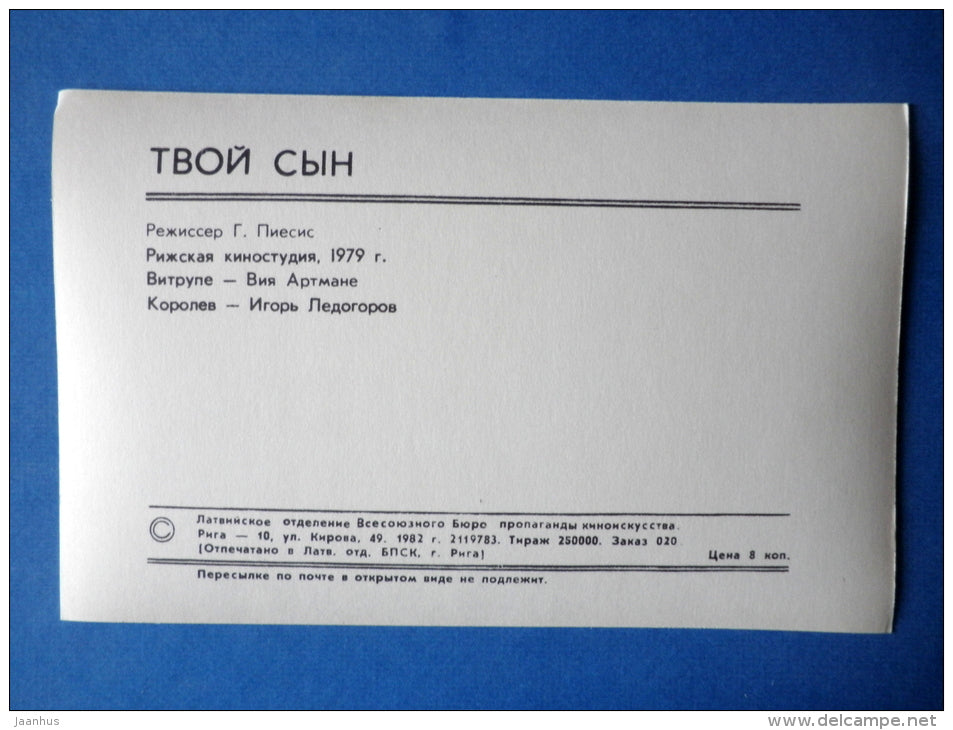 ТВОЙ СЫН
Режиссер Г. Пиесис
Рижская киностудия, 1979 г.
Витрупе — Вия Артмане
Королев — Игорь Ледогоров
© Латвийское отделение Всесоюзного Бюро пропаганды киноискусства.
Рига — 10, ул. Кирова, 49. 1982 г. 2119783. Тираж 250000. Заказ 020
(Отпечатано в Латв. отд. БПСК, г. Рига) Цена 8 коп.
Пересылке по почте в открытом виде не подлежит.
jaanhus www.delcampe.net